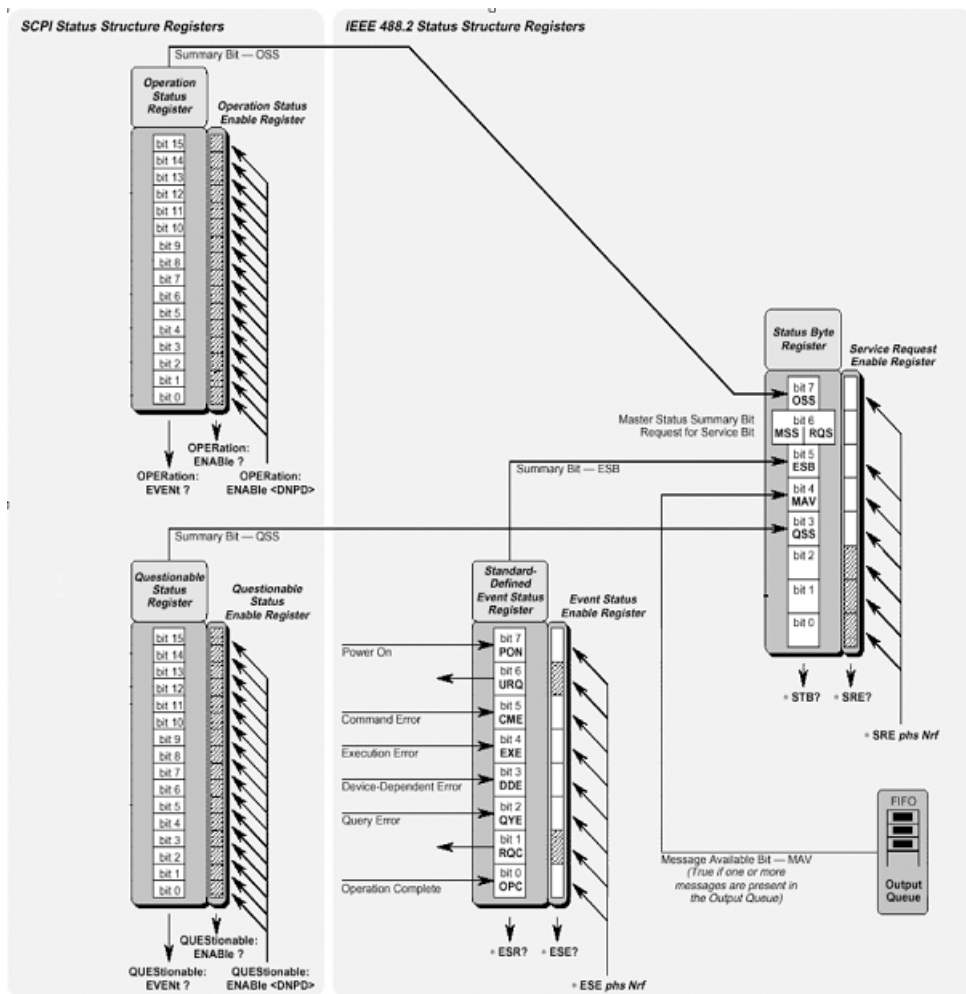 SCPI Status Structure Registers
IEEE 488.2 Status Structure Registers
Summary Bit — OSS
Operation
Status
Register
Operation Status
Enable Register
bit 15
bit 14
bit 13
bit 12
bit 11
bit 10
bit 9
bit 8
bit 7
bit 6
bit 5
bit 4
bit 3
bit 2
bit 1
bit 0
OPERation:
ENABle ?
OPERation:
EVENt ?
OPERation:
ENABle <DNPD>
Summary Bit — QSS
Questionable
Status
Register
Questionable
Status
Enable Register
bit 15
bit 14
bit 13
bit 12
bit 11
bit 10
bit 9
bit 8
bit 7
bit 6
bit 5
bit 4
bit 3
bit 2
bit 1
bit 0
QUEStionable:
ENABle ?
QUEStionable:
EVENt ?
QUEStionable:
ENABle <DNPD>
Summary Bit — ESB
Standard-
Defined
Event Status
Register
Event Status
Enable Register
Power On
Command Error
Execution Error
Device-Dependent Error
Query Error
Operation Complete
bit 7
PON
bit 6
URQ
bit 5
CME
bit 4
EXE
bit 3
DDE
bit 2
QYE
bit 1
RQC
bit 0
OPC
* ESR?
* ESE?
* ESE phs Nrf
Status Byte
Register
Service Request
Enable Register
Master Status Summary Bit
Request for Service Bit
bit 7
OSS
bit 6
MSS RQS
bit 5
ESB
bit 4
MAV
bit 3
QSS
bit 2
bit 1
bit 0
* STB?
* SRE?
* SRE phs Nrf
Message Available Bit — MAV
(True if one or more
messages are present in
the Output Queue)
FIFO
Output
Queue